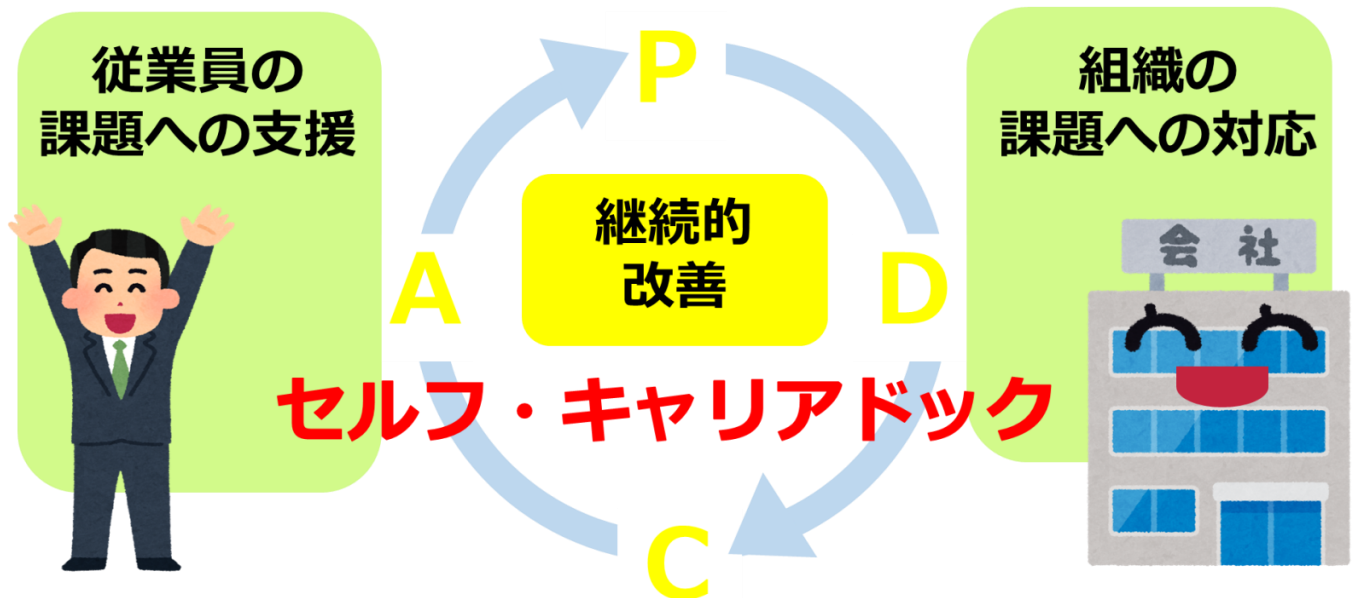 従業員の
課題への支援
P
組織の
課題への対応
継続的
改善
会社
A
D
セルフ・キャリアドック
C